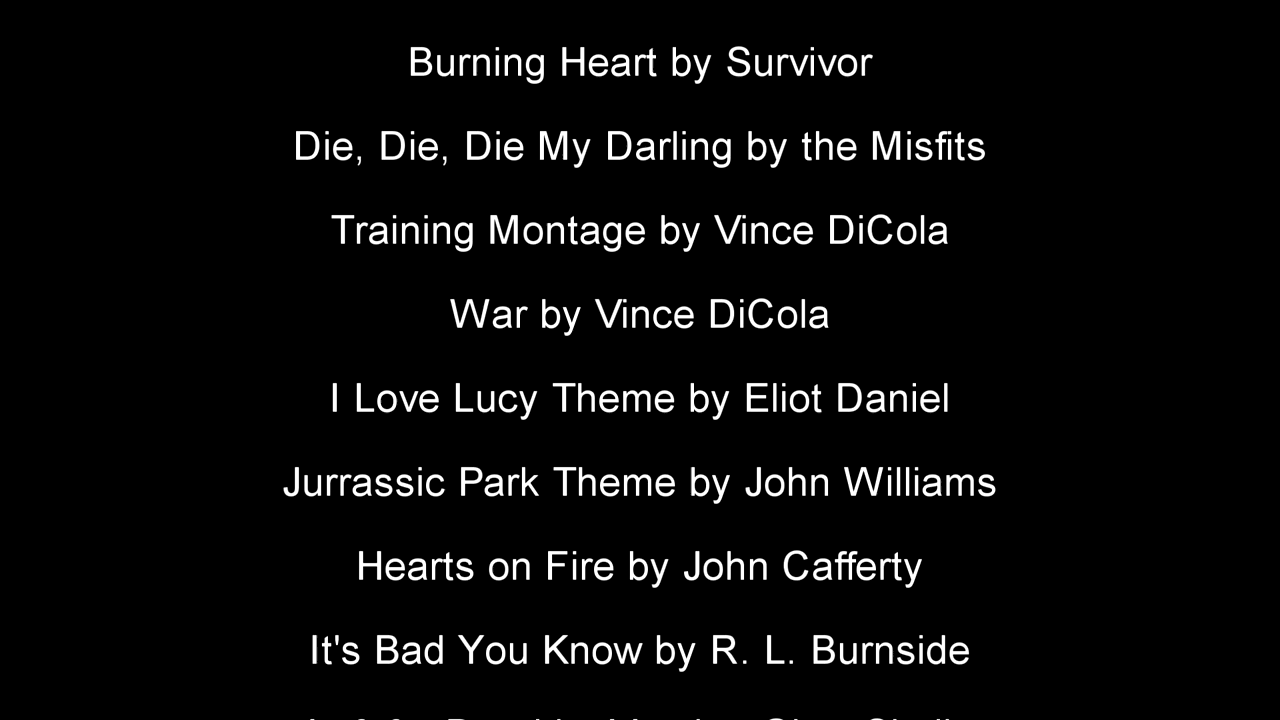 Burning Heart by Survivor
Die, Die, Die My Darling by the Misfits
Training Montage by Vince DiCola
War by Vince DiCola
I Love Lucy Theme by Eliot Daniel
Jurrassic Park Theme by John Williams
Hearts on Fire by John Cafferty
It's Bad You Know by R. L. Burnside